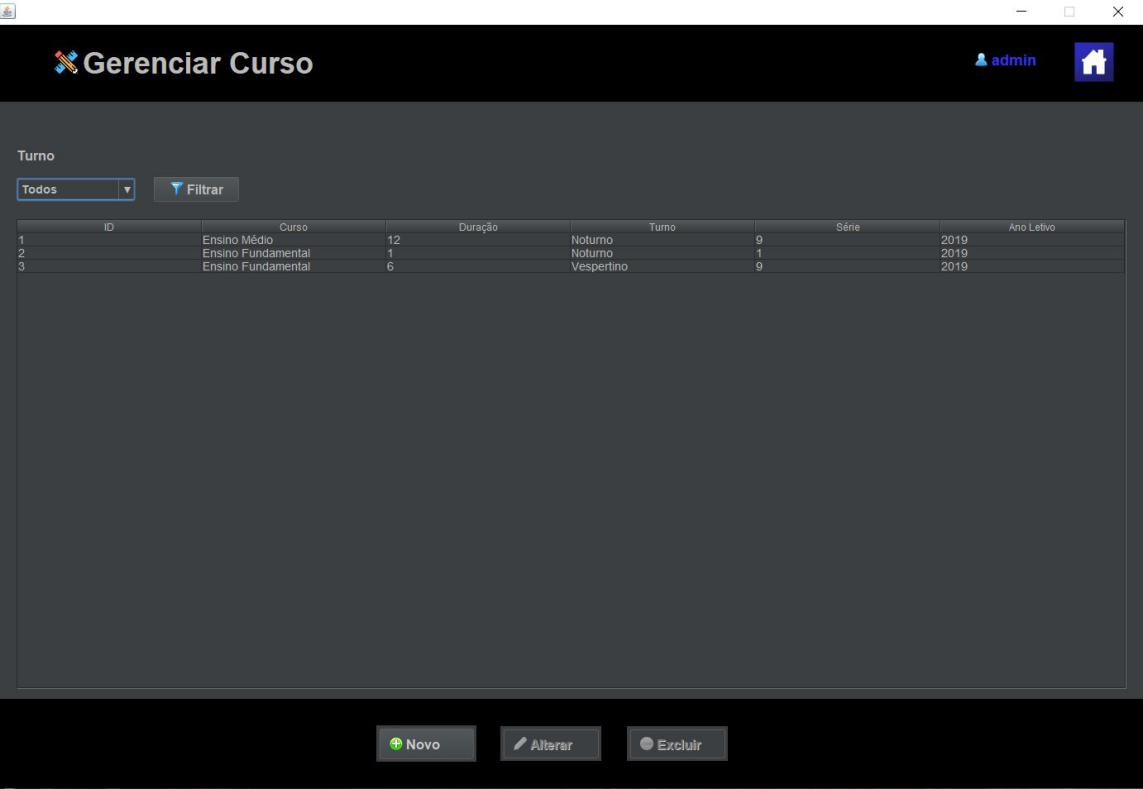 Gerenciar Curso
admin
Turno
Todos
Filtrar
ID Curso Duração Turno Série Ano Letivo
1 Ensino Médio 12 Noturno 9 2019
2 Ensino Fundamental 1 Noturno 1 2019
3 Ensino Fundamental 6 Vespertino 9 2019
Novo Alterar Excluir